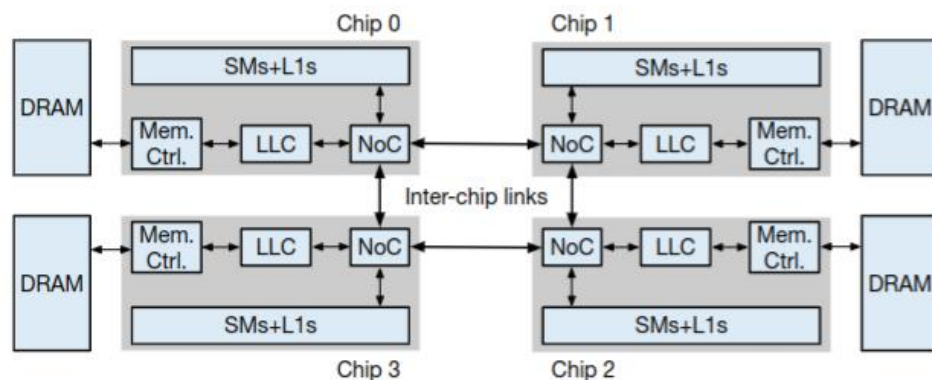 Chip 0
Chip 1
SMs+L1s
SMs+L1s
DRAM
Mem.
Ctrl.
LLC
NoC
NoC
LLC
Mem.
Ctrl.
DRAM
Inter-chip links
DRAM
Mem.
Ctrl.
LLC
NoC
NoC
LLC
Mem.
Ctrl.
DRAM
SMs+L1s
SMs+L1s
Chip 3
Chip 2